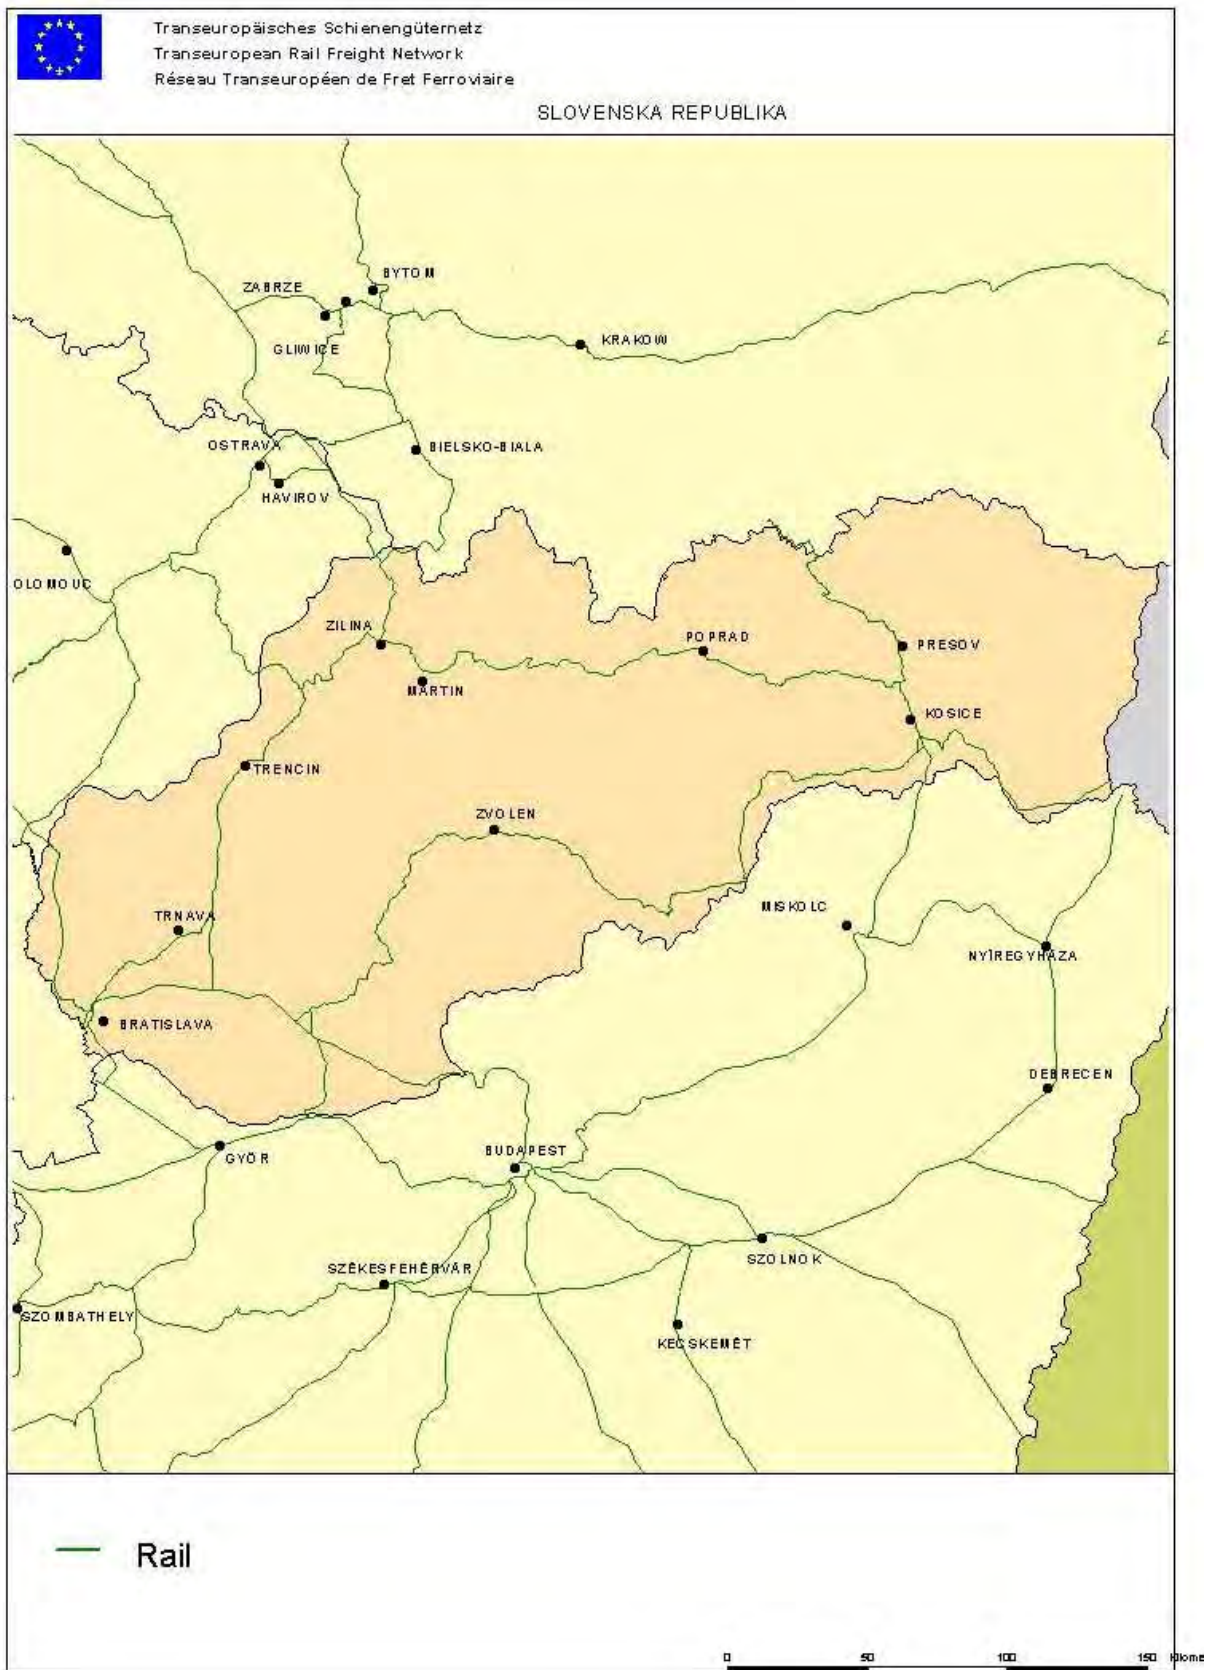 Transeuropäisches Schienengüternetz
Transeuropean Rail Freight Network
Réseau Transeuropéen de Fret Ferroviaire
SLOVENSKA REPUBLIKA
BYTOM
ZABRZE
KRAKOW
GLIWICE
OSTRAVA
BIELSKO-BIALA
HAVIROV
OLOMOUC
ZILINA
POPRAD
PRESOV
MARTIN
KOSICE
TRENCIN
ZVOLEN
MISKOLC
TRNAVA
NYÍREGYHÁZA
BRATISLAVA
DEBRECEN
BUDAPEST
GYÖR
SZOLNOK
SZÉKESFEHÉRVÁR
SZOMBATHELY
KECSKEMÉT
Rail
0 50 100 150 Kilome